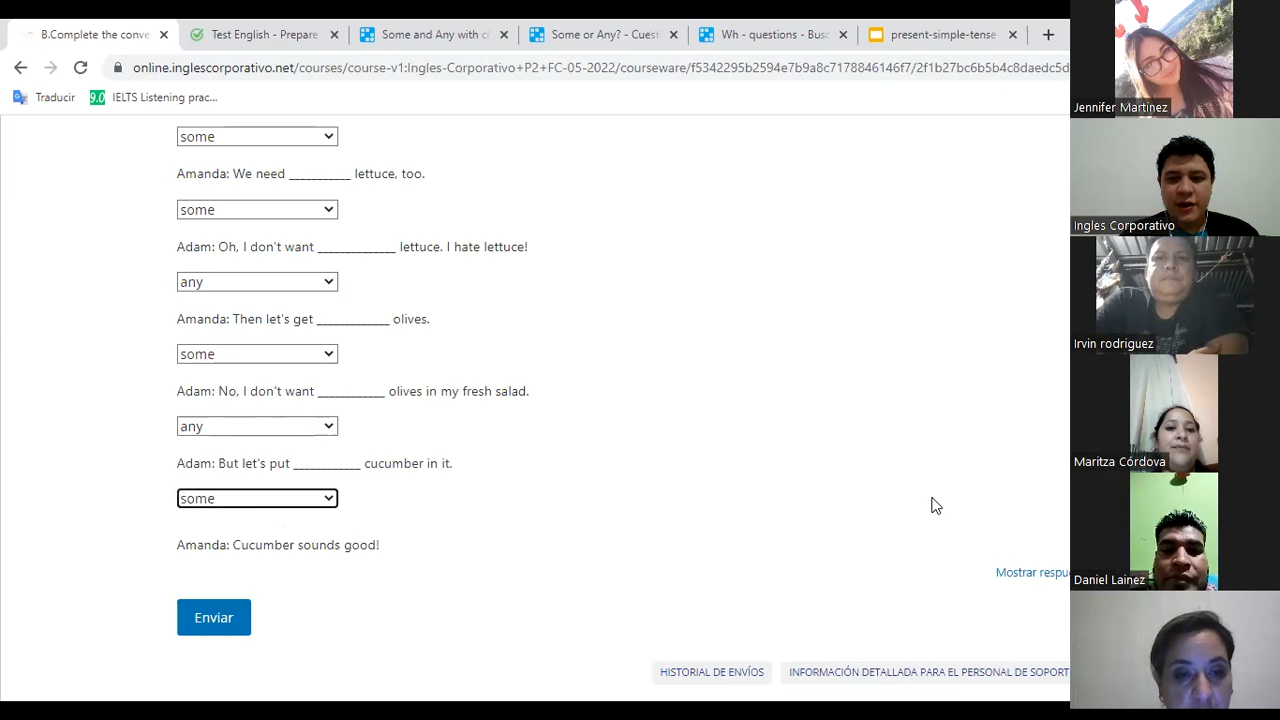 B.Complete the conve
Test English - Prepare
Some and Any with c
Some or Any? - Cuest
Wh - questions - Busc
present-simple-tense
online.inglescorporativo.net/courses/course-v1:Ingles-Corporativo+P2+FC-05-2022/courseware/f5342295b2594e7b9a8c7178846146f7/2f1b27bc6b5b4c8daedc5d
Traducir
9.0 IELTS Listening prac...
some
Amanda: We need ___________ lettuce, too.
some
Adam: Oh, I don't want ______________ lettuce. I hate lettuce!
any
Amanda: Then let's get _____________ olives.
some
Adam: No, I don't want ____________ olives in my fresh salad.
any
Adam: But let's put ____________ cucumber in it.
some
Amanda: Cucumber sounds good!
Mostrar respu
Enviar
HISTORIAL DE ENVÍOS
INFORMACIÓN DETALLADA PARA EL PERSONAL DE SOPORT
Jennifer Martinez
Ingles Corporativo
Irvin rodriguez
Maritza Córdova
Daniel Lainez